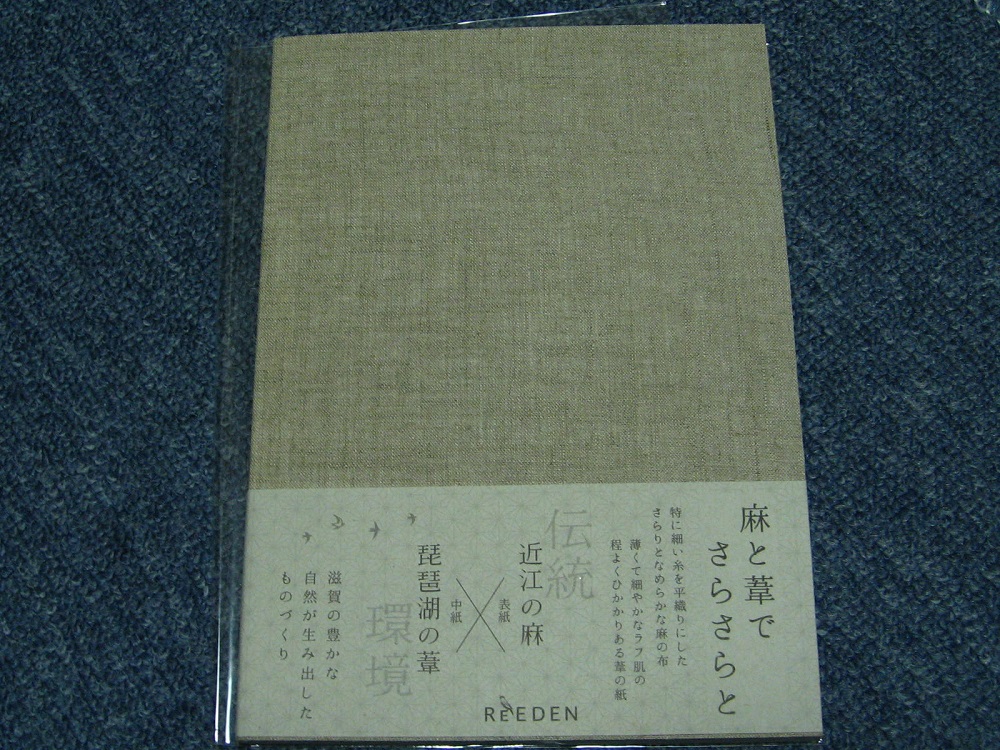 麻と葦で
さらさらと
特に細い糸を平織りにした
さらりとなめらかな麻の布
薄くて細やかなラフ肌の
程よくひかかりある葦の紙
伝統
近江の麻
表紙
中紙
琵琶湖の葦
環境
滋賀の豊かな
自然が生み出した
ものづくり
REEDEN